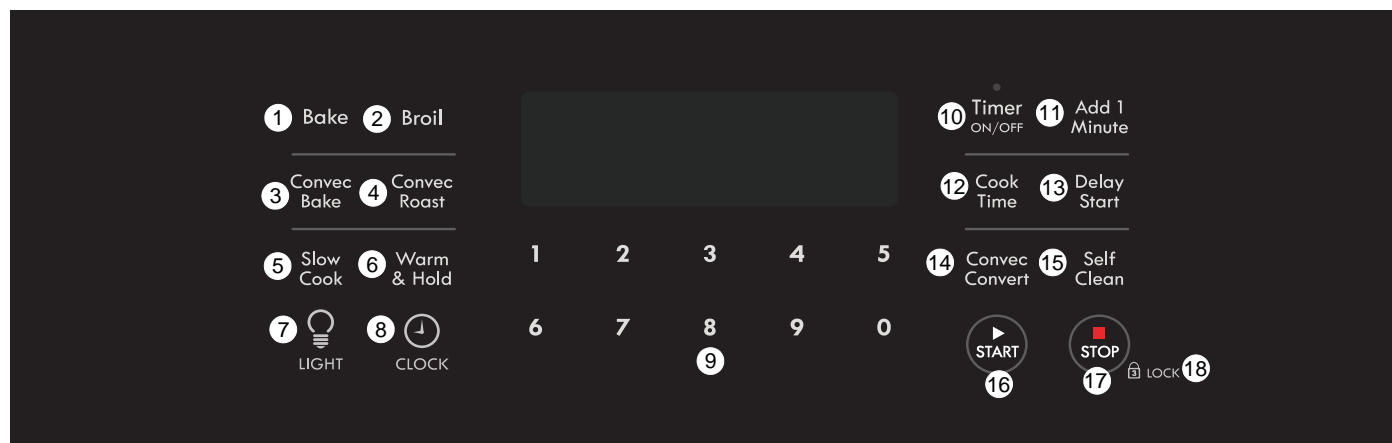 1 Bake 2 Broil
10 Timer ON/OFF 11 Add 1 Minute
3 Convec Bake 4 Convec Roast
12 Cook Time 13 Delay Start
5 Slow Cook 6 Warm & Hold
1 2 3 4 5
14 Convec Convert 15 Self Clean
7 LIGHT 8 CLOCK
6 7 8 9 0
9
START 16
STOP 17
3 LOCK 18